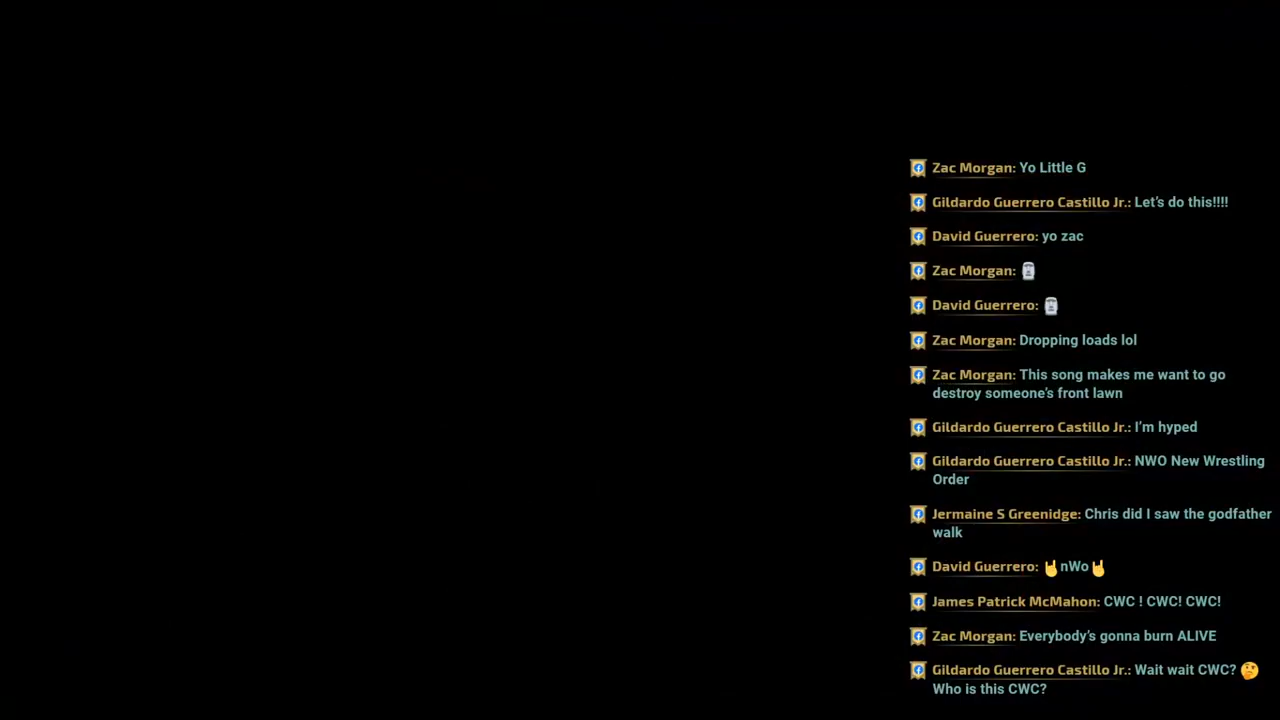 Zac Morgan: Yo Little G
Gildardo Guerrero Castillo Jr.: Let's do this!!!!
David Guerrero: yo zac
Zac Morgan: 🗿
David Guerrero: 🗿
Zac Morgan: Dropping loads lol
Zac Morgan: This song makes me want to go
destroy someone's front lawn
Gildardo Guerrero Castillo Jr.: I'm hyped
Gildardo Guerrero Castillo Jr.: NWO New Wrestling
Order
Jermaine S Greenidge: Chris did I saw the godfather
walk
David Guerrero: 🤘nWo🤘
James Patrick McMahon: CWC ! CWC! CWC!
Zac Morgan: Everybody's gonna burn ALIVE
Gildardo Guerrero Castillo Jr.: Wait wait CWC? 🤔
Who is this CWC?